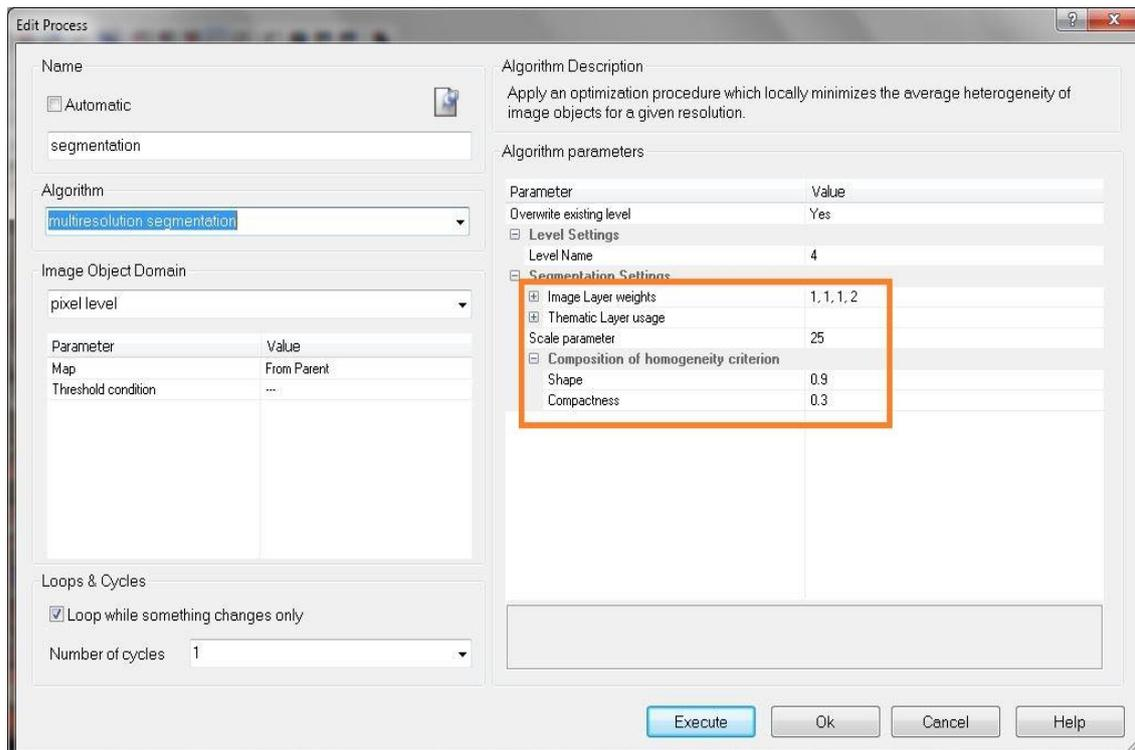 Edit Process
Name
Automatic
segmentation
Algorithm
multiresolution segmentation
Image Object Domain
pixel level
Parameter Value
Map From Parent
Threshold condition ---
Loops & Cycles
Loop while something changes only
Number of cycles 1
Algorithm Description
Apply an optimization procedure which locally minimizes the average heterogeneity of
image objects for a given resolution.
Algorithm parameters
Parameter Value
Overwrite existing level Yes
Level Settings
Level Name 4
Segmentation Settings
Image Layer weights 1, 1, 1, 2
Thematic Layer usage
Scale parameter 25
Composition of homogeneity criterion
Shape 0.9
Compactness 0.3
Execute Ok Cancel Help